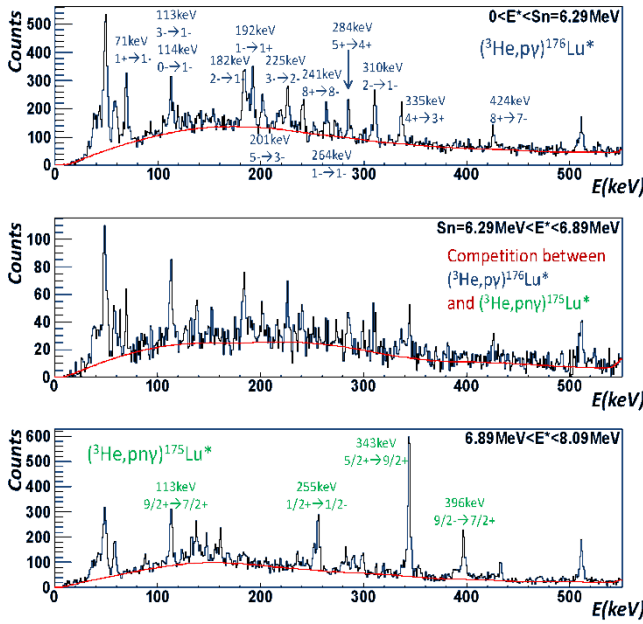 0<E*<Sn=6.29MeV
(³He,pγ)¹⁷⁶Lu*
113keV
3-→1-
114keV
0-→1-
71keV
1+→1-
192keV
1-→1+
182keV
2-→1
225keV
3-→2-
241keV
8+→8-
284keV
5+→4+
310keV
2-→1-
335keV
4+→3+
424keV
8+→7-
201keV
5-→3-
264keV
1-→1-
Counts
500
400
300
200
100
0
0 100 200 300 400 500
E(keV)
Sn=6.29MeV<E*<6.89MeV
Competition between
(³He,pγ)¹⁷⁶Lu*
and (³He,pnγ)¹⁷⁵Lu*
Counts
100
80
60
40
20
0
0 100 200 300 400 500
E(keV)
6.89MeV<E*<8.09MeV
(³He,pnγ)¹⁷⁵Lu*
113keV
9/2+→7/2+
255keV
1/2+→1/2-
343keV
5/2+→9/2+
396keV
9/2-→7/2+
Counts
600
500
400
300
200
100
0
0 100 200 300 400 500
E(keV)